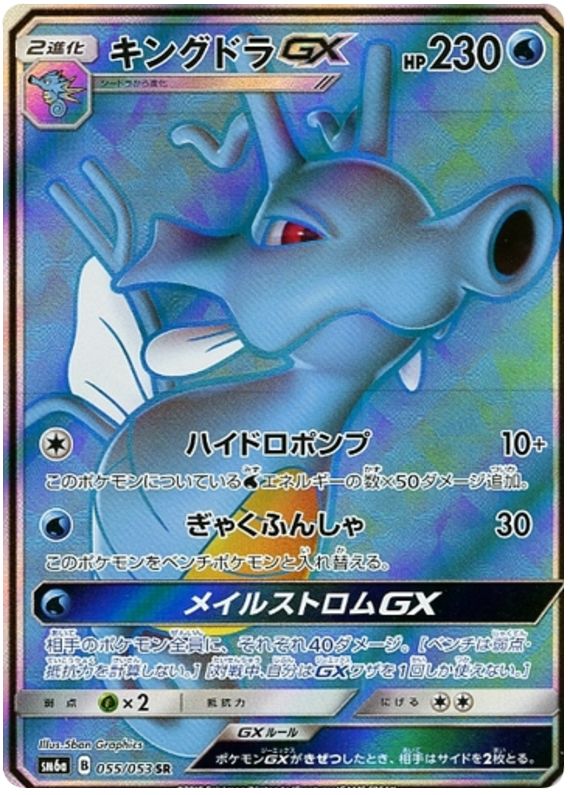 2進化 キングドラGX HP 230
シードラから進化
ハイドロポンプ 10+
このポケモンについているエネルギーの数×50ダメージ追加。
ぎゃくふんしゃ 30
このポケモンをベンチポケモンと入れ替える。
メイルストロムGX
相手のポケモン全員に、それぞれ40ダメージ。[ベンチは弱点・
抵抗力を計算しない。] [対戦中、自分はGXワザを1回しか使えない。]
弱点 ×2 抵抗力 にげる
GXルール
Illus. 5ban Graphics
ポケモンGXがきぜつしたとき、相手はサイドを2枚とる。
SM6a B 055/053 SR